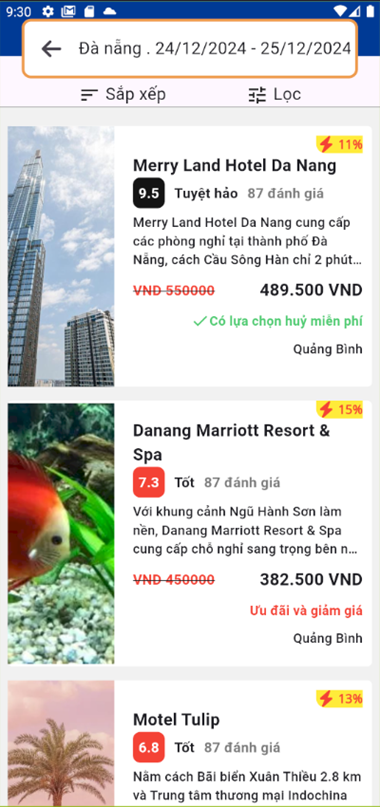 9:30
Đà nẵng . 24/12/2024 - 25/12/2024
Sắp xếp Lọc
11%
Merry Land Hotel Da Nang
9.5 Tuyệt hảo 87 đánh giá
Merry Land Hotel Da Nang cung cấp
các phòng nghỉ tại thành phố Đà
Nẵng, cách Cầu Sông Hàn chỉ 2 phút...
VND 550000 489.500 VND
Có lựa chọn huỷ miễn phí
Quảng Bình
15%
Danang Marriott Resort &
Spa
7.3 Tốt 87 đánh giá
Với khung cảnh Ngũ Hành Sơn làm
nền, Danang Marriott Resort & Spa
cung cấp chỗ nghỉ sang trọng bên n...
VND 450000 382.500 VND
Ưu đãi và giảm giá
Quảng Bình
13%
Motel Tulip
6.8 Tốt 87 đánh giá
Nằm cách Bãi biển Xuân Thiều 2.8 km
và Trung tâm thương mại Indochina